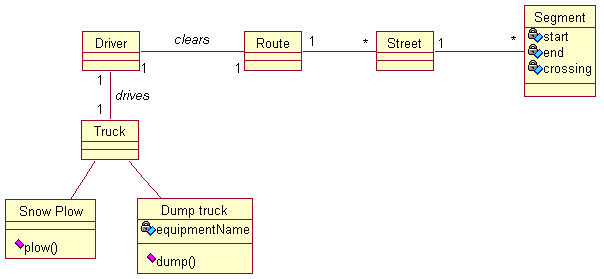 Segment
start
end
crossing
Driver
clears
Route
1
*
Street
1
*
1
1
1
drives
1
Truck
Snow Plow
plow()
Dump truck
equipmentName
dump()